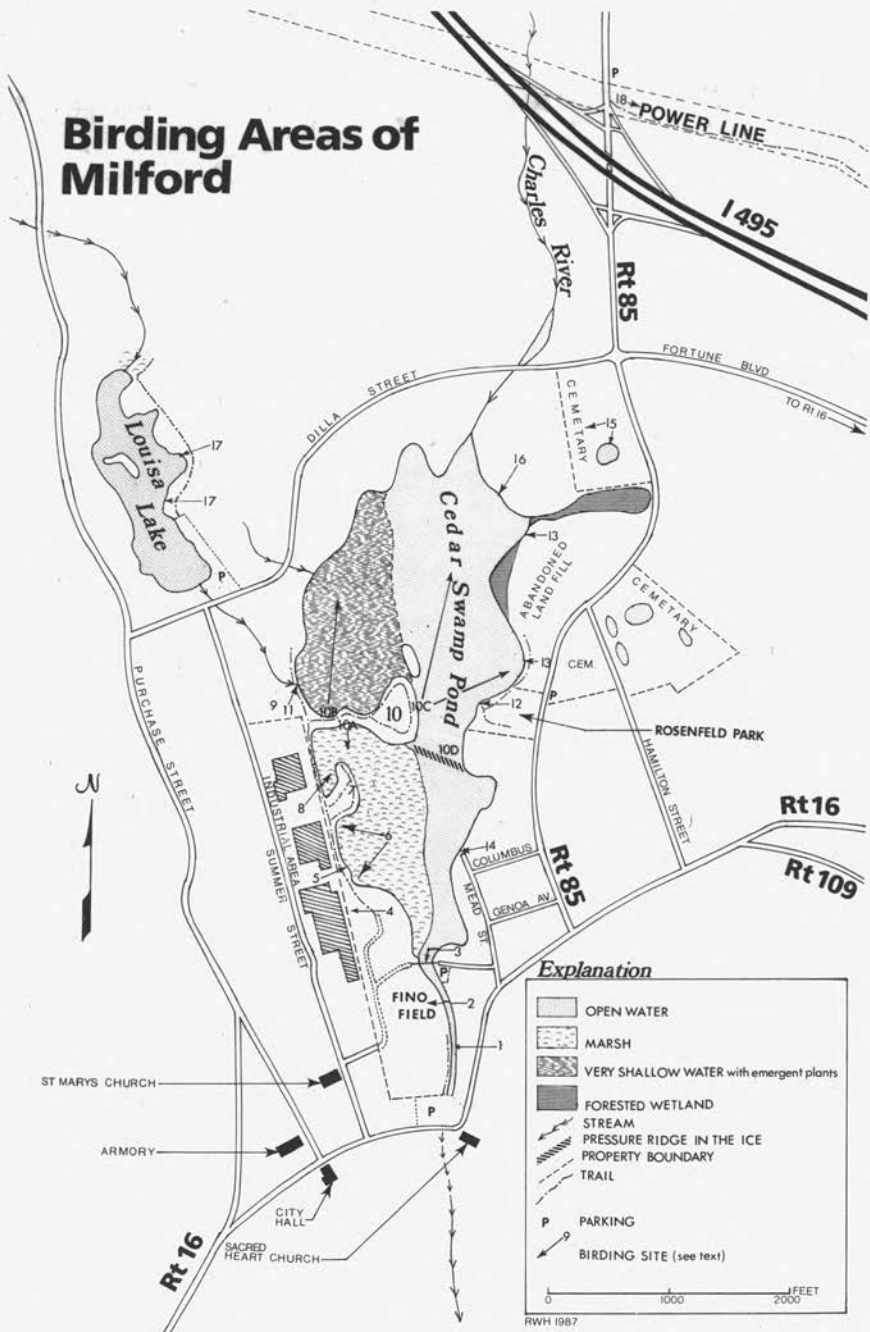 Birding Areas of
Milford
P
18
POWER LINE
I 495
Charles River
Rt 85
FORTUNE BLVD
TO Rt 16
DILLA STREET
CEMETARY
15
Louisa Lake
17
17
16
Cedar Swamp Pond
13
ABANDONED
LAND FILL
CEMETARY
P
CEM.
13
P
12
ROSENFELD PARK
9
11
10B
10A
10
10C
10D
PURCHASE STREET
INDUSTRIAL AREA
SUMMER STREET
HAMILTON STREET
N
8
7
6
5
4
14
COLUMBUS
MEAD ST.
GENOA AV.
Rt 85
Rt16
Rt 109
3
P
FINO
FIELD
2
1
ST MARYS CHURCH
ARMORY
P
CITY
HALL
SACRED
HEART CHURCH
Rt 16
Explanation
OPEN WATER
MARSH
VERY SHALLOW WATER with emergent plants
FORESTED WETLAND
STREAM
PRESSURE RIDGE IN THE ICE
PROPERTY BOUNDARY
TRAIL
P PARKING
9 BIRDING SITE (see text)
0 1000 2000 FEET
RWH 1987